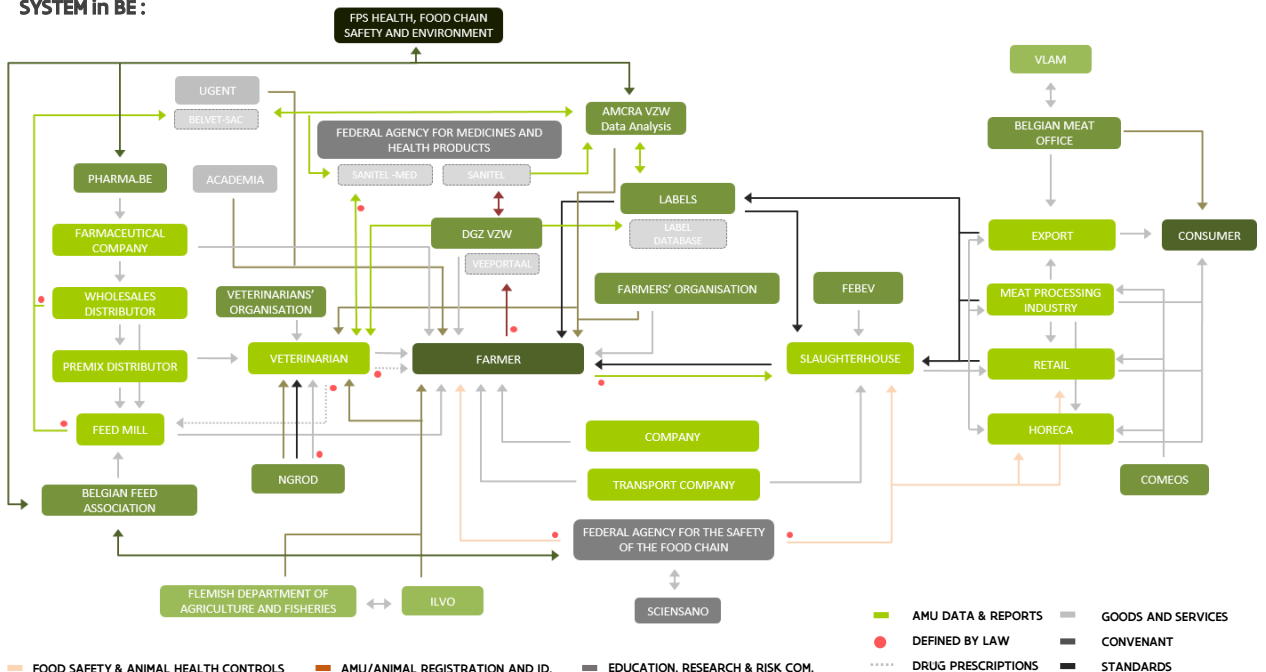 SYSTEM in BE :
FPS HEALTH, FOOD CHAIN
SAFETY AND ENVIRONMENT
VLAM
UGENT
BELVET-SAC
AMCRA VZW
Data Analysis
BELGIAN MEAT
OFFICE
FEDERAL AGENCY FOR MEDICINES AND
HEALTH PRODUCTS
PHARMA.BE
ACADEMIA
SANITEL -MED
SANITEL
LABELS
FARMACEUTICAL
COMPANY
DGZ VZW
LABEL
DATABASE
EXPORT
CONSUMER
VEEPORTAAL
WHOLESALES
DISTRIBUTOR
VETERINARIANS'
ORGANISATION
FARMERS' ORGANISATION
FEBEV
MEAT PROCESSING
INDUSTRY
PREMIX DISTRIBUTOR
VETERINARIAN
FARMER
SLAUGHTERHOUSE
RETAIL
FEED MILL
COMPANY
HORECA
NGROD
TRANSPORT COMPANY
COMEOS
BELGIAN FEED
ASSOCIATION
FEDERAL AGENCY FOR THE SAFETY
OF THE FOOD CHAIN
FLEMISH DEPARTMENT OF
AGRICULTURE AND FISHERIES
ILVO
SCIENSANO
AMU DATA & REPORTS
GOODS AND SERVICES
DEFINED BY LAW
CONVENANT
DRUG PRESCRIPTIONS
STANDARDS
FOOD SAFETY & ANIMAL HEALTH CONTROLS
AMU/ANIMAL REGISTRATION AND ID.
EDUCATION, RESEARCH & RISK COM.